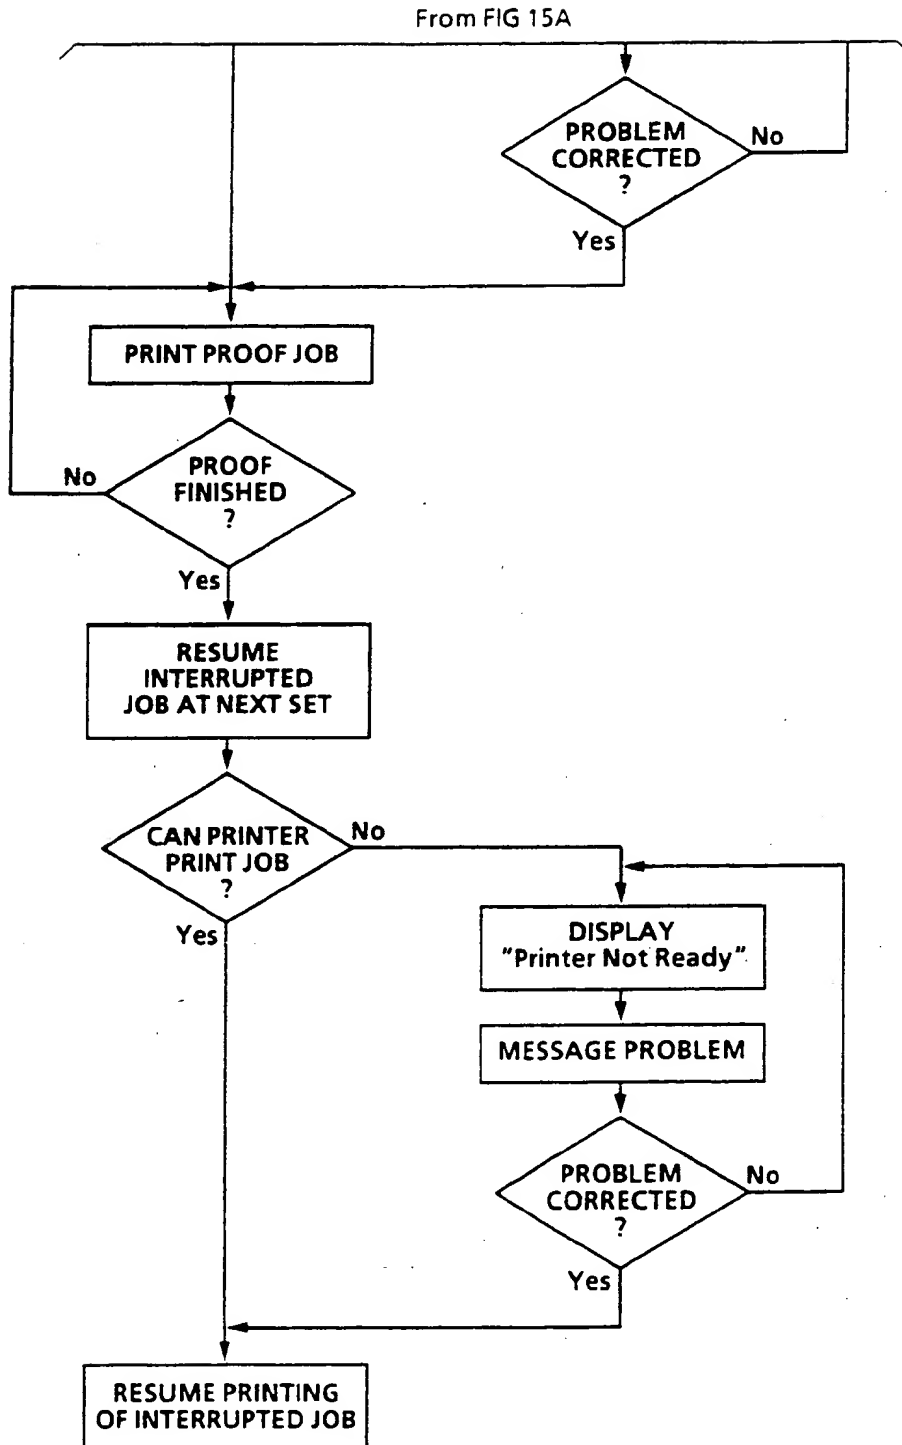 From FIG 15A
PROBLEM
CORRECTED
?
No
Yes
PRINT PROOF JOB
PROOF
FINISHED
?
No
Yes
RESUME
INTERRUPTED
JOB AT NEXT SET
CAN PRINTER
PRINT JOB
?
No
Yes
DISPLAY
"Printer Not Ready"
MESSAGE PROBLEM
PROBLEM
CORRECTED
?
No
Yes
RESUME PRINTING
OF INTERRUPTED JOB